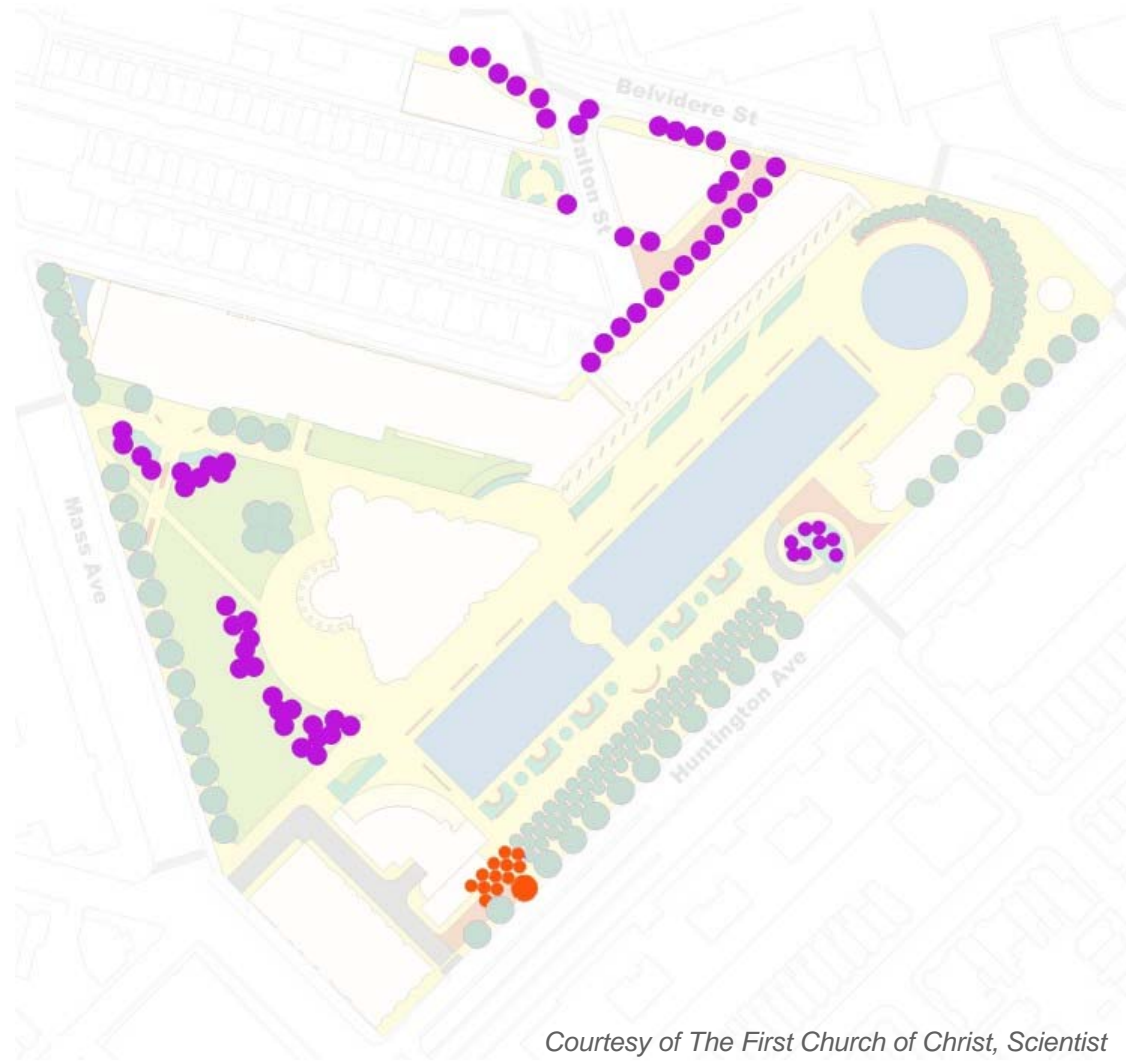 Belvidere St
Dalton St
Mass Ave
Huntington Ave
Courtesy of The First Church of Christ, Scientist